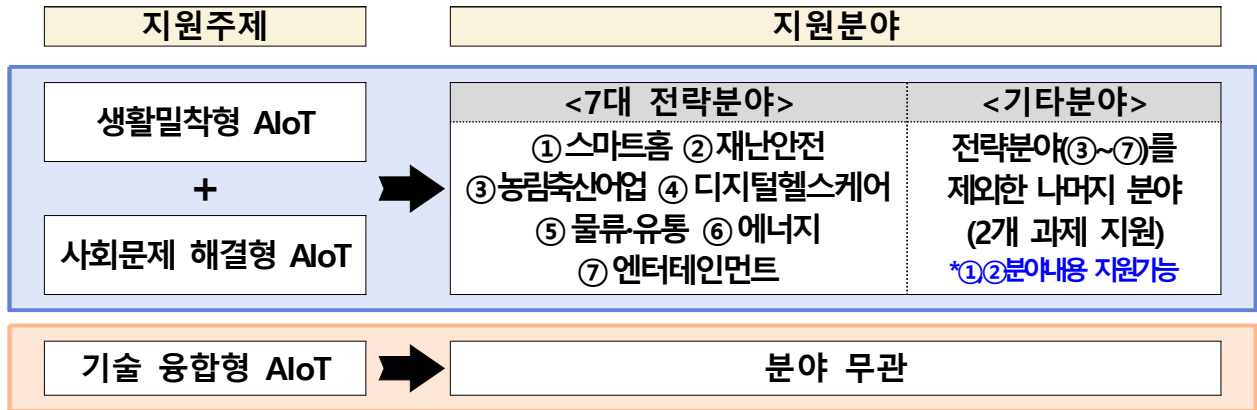 지원주제
지원분야
생활밀착형 AIoT
+
사회문제 해결형 AIoT
<7대 전략분야>
①스마트홈 ②재난안전
③농림축산어업 ④디지털헬스케어
⑤물류·유통 ⑥에너지
⑦엔터테인먼트
<기타분야>
전략분야(③~⑦)를
제외한 나머지 분야
(2개 과제 지원)
*①,②분야내용 지원가능
기술 융합형 AIoT
분야 무관